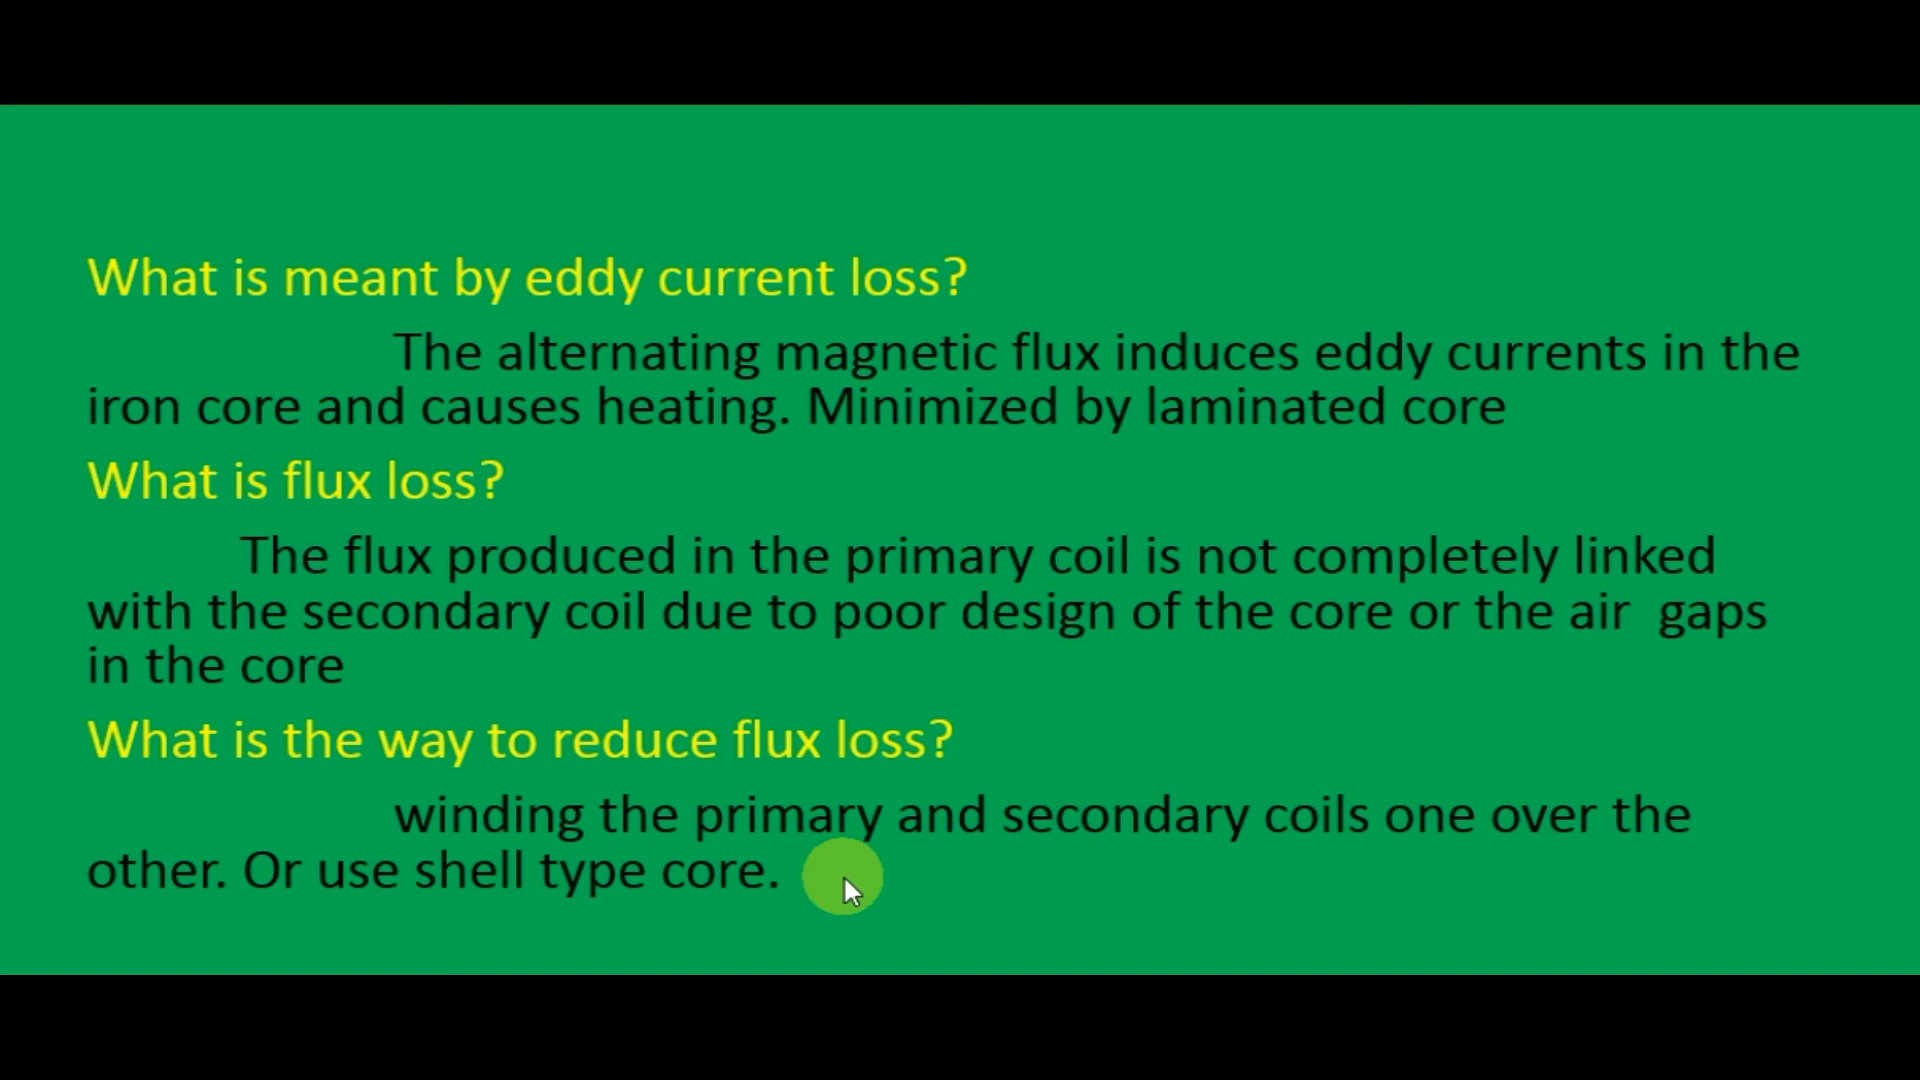 What is meant by eddy current loss?
The alternating magnetic flux induces eddy currents in the
iron core and causes heating. Minimized by laminated core
What is flux loss?
The flux produced in the primary coil is not completely linked
with the secondary coil due to poor design of the core or the air  gaps
in the core
What is the way to reduce flux loss?
winding the primary and secondary coils one over the
other. Or use shell type core.